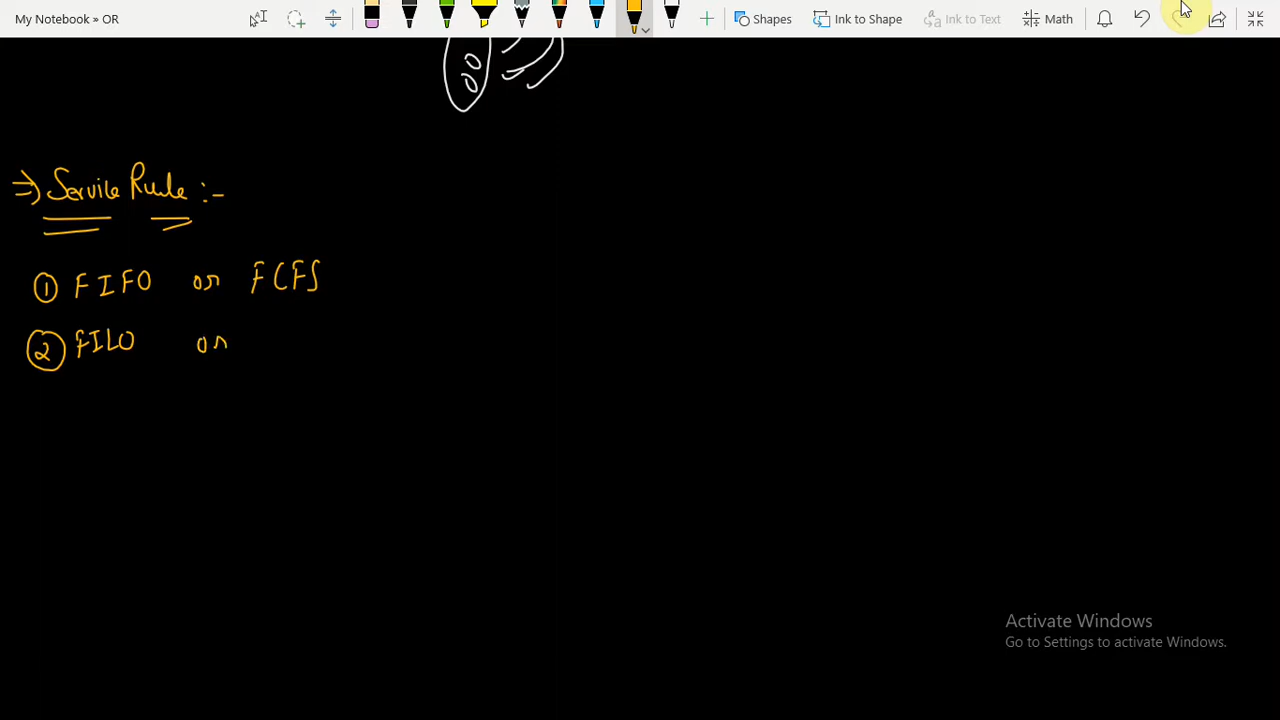 My Notebook » OR
Shapes
Ink to Shape
Ink to Text
Math
⇒ Service Rule :-
① FIFO or FCFS
② FILO or
Activate Windows
Go to Settings to activate Windows.